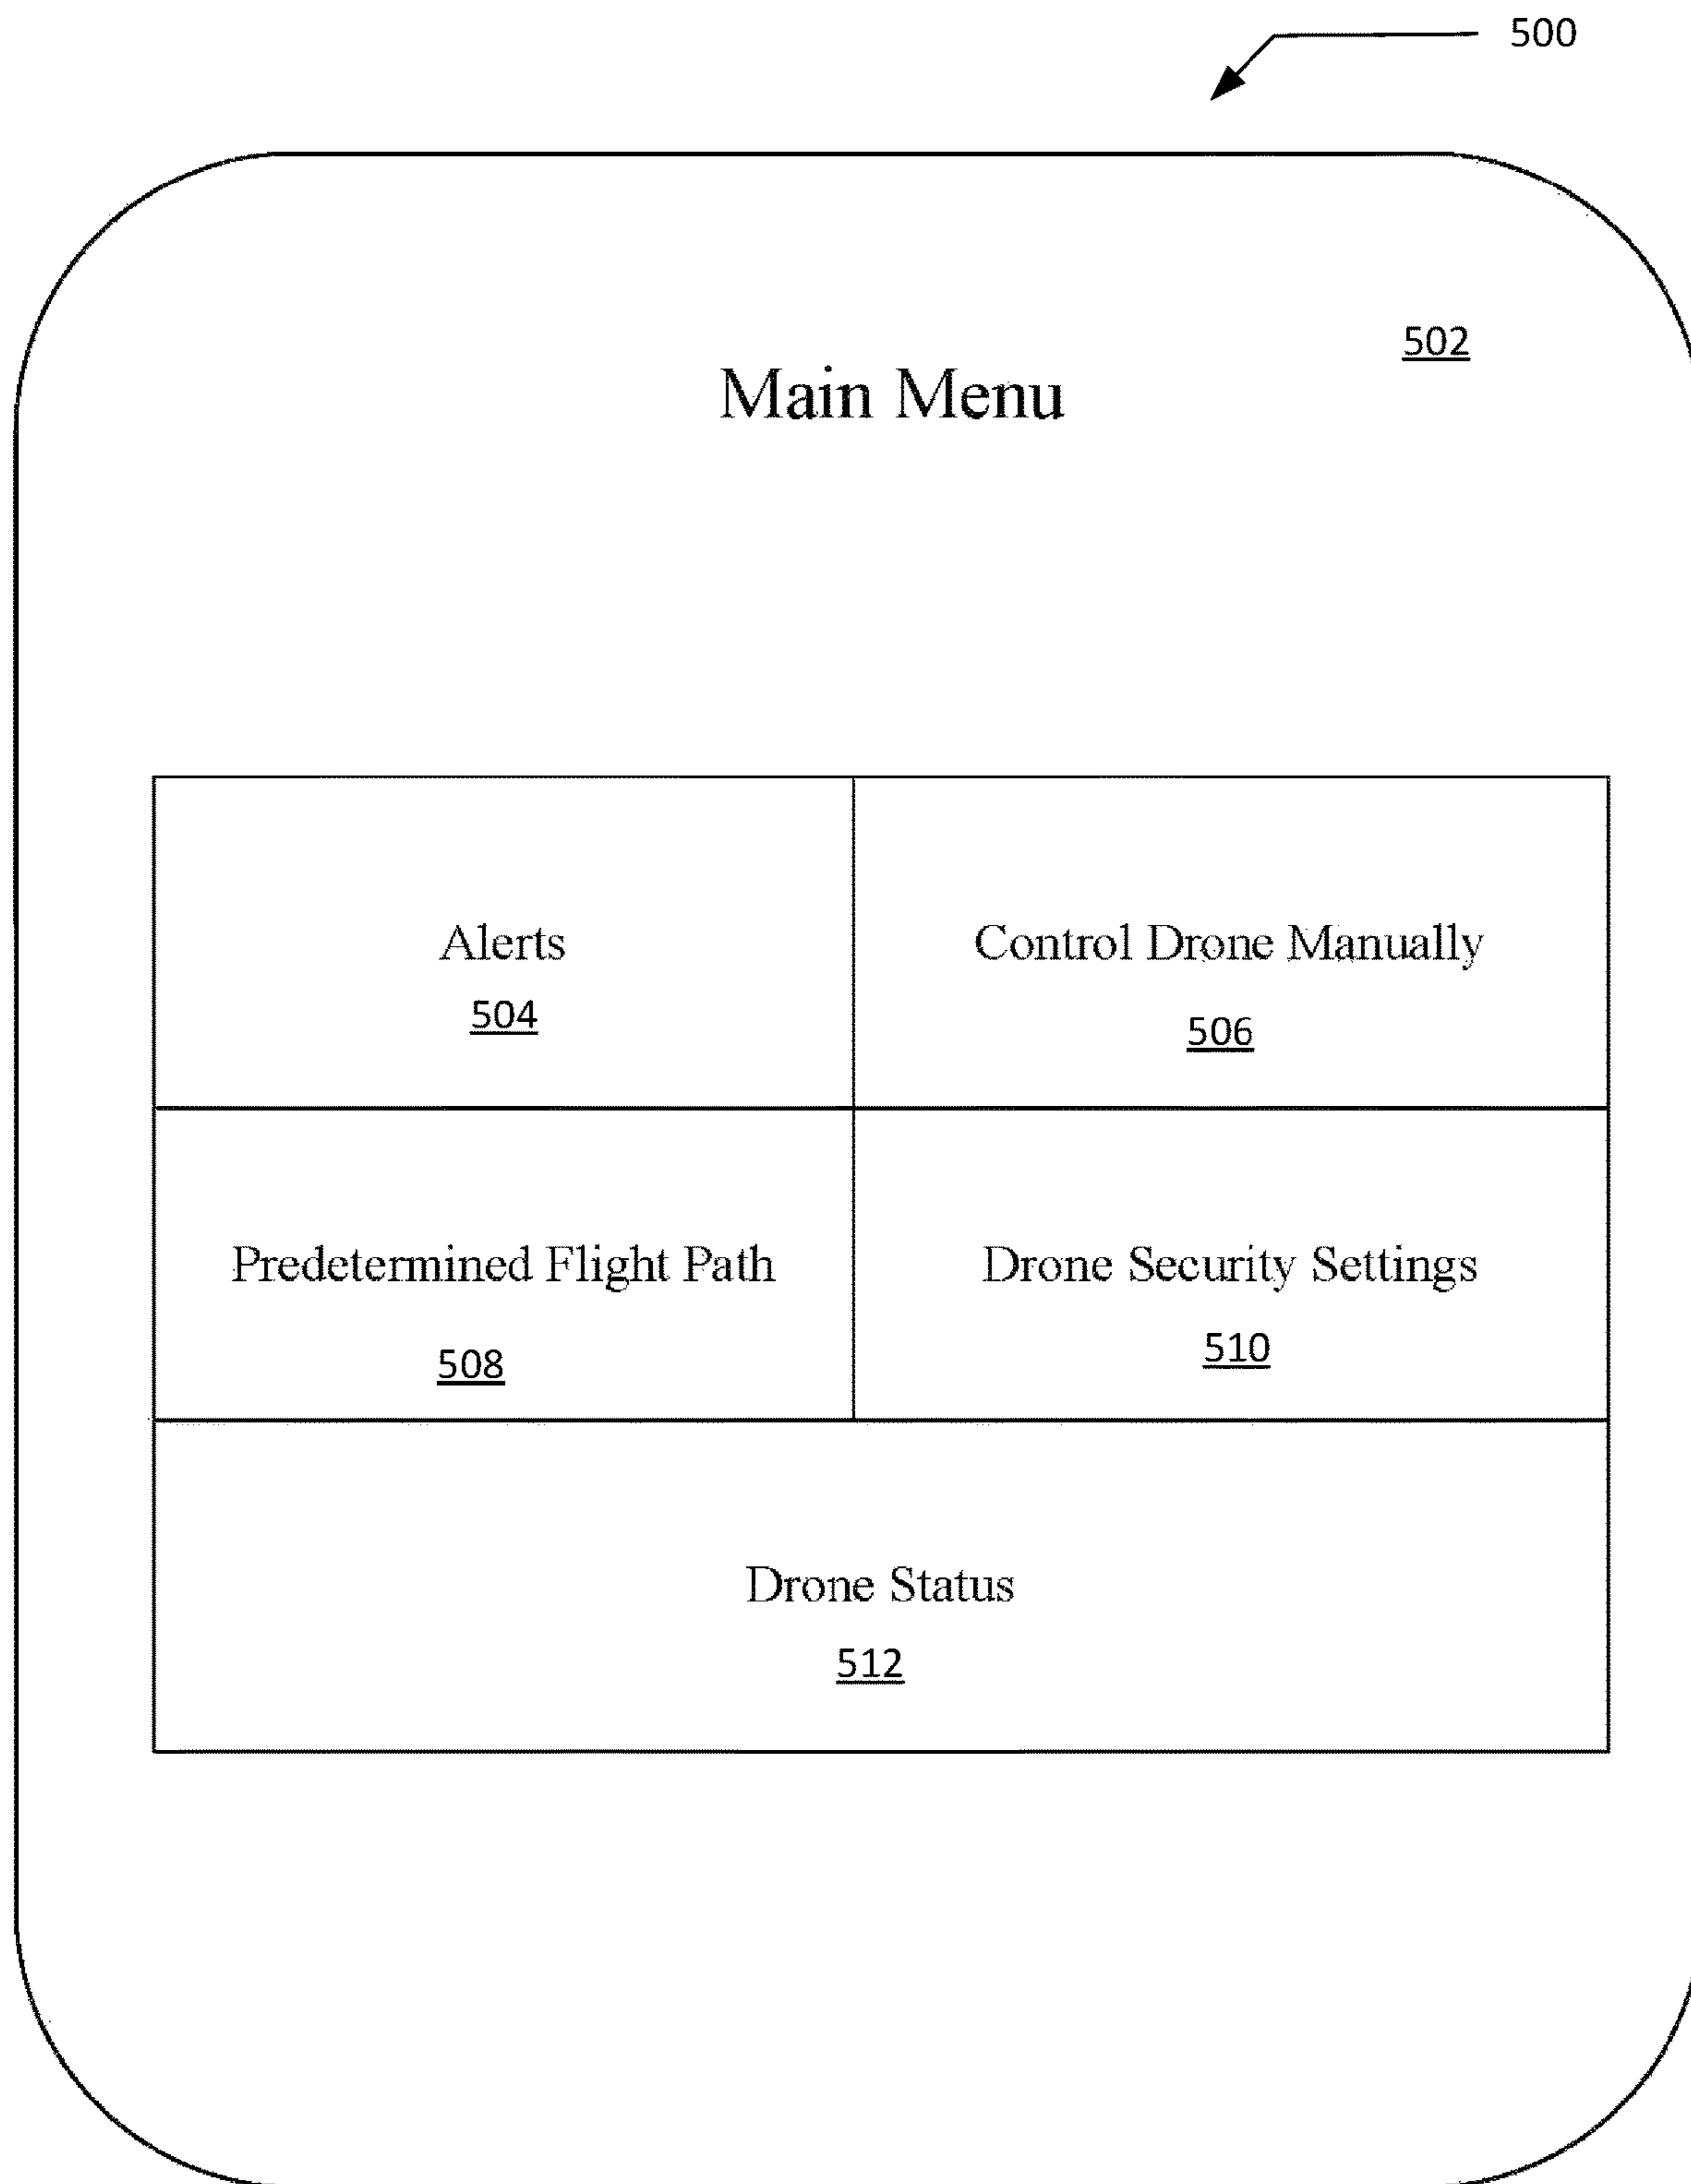 500
502
Main Menu
Alerts
504
Control Drone Manually
506
Predetermined Flight Path
508
Drone Security Settings
510
Drone Status
512